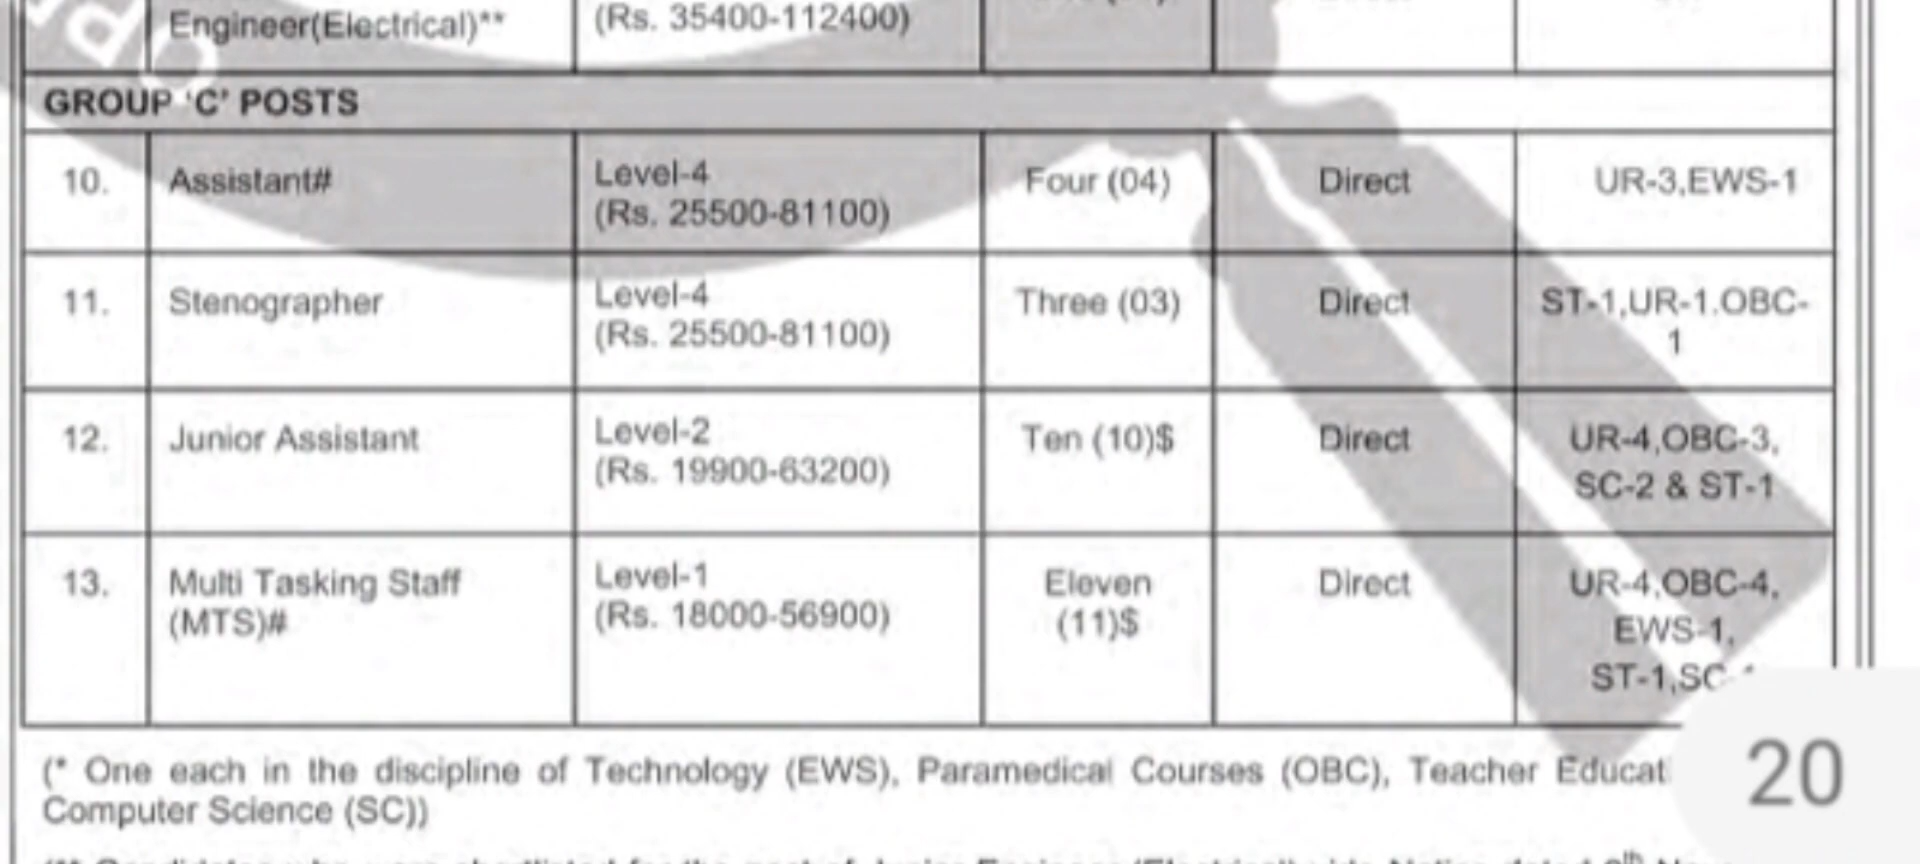 Engineer(Electrical)** (Rs. 35400-112400)
GROUP 'C' POSTS
10. Assistant# Level-4 Four (04) Direct UR-3,EWS-1
(Rs. 25500-81100)
11. Stenographer Level-4 Three (03) Direct ST-1,UR-1.OBC-
(Rs. 25500-81100) 1
12. Junior Assistant Level-2 Ten (10)$ Direct UR-4,OBC-3,
(Rs. 19900-63200) SC-2 & ST-1
13. Multi Tasking Staff Level-1 Eleven Direct UR-4,OBC-4,
(MTS)# (Rs. 18000-56900) (11)$ EWS-1,
ST-1,SC-
(* One each in the discipline of Technology (EWS), Paramedical Courses (OBC), Teacher Educat
Computer Science (SC))
20